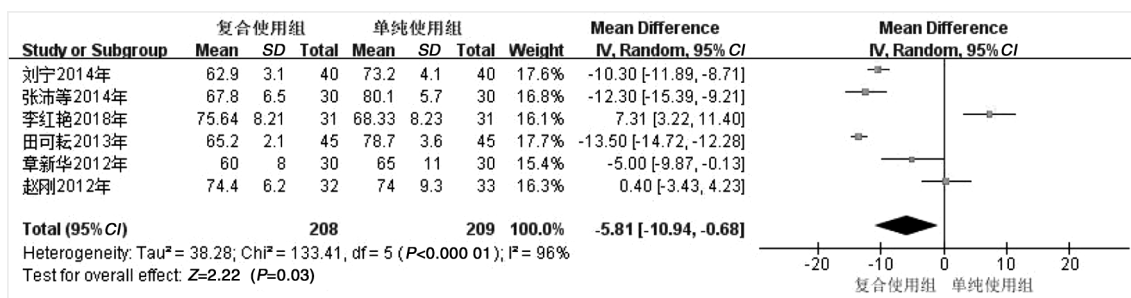 复合使用组 单纯使用组 Mean Difference Mean Difference
Study or Subgroup Mean SD Total Mean SD Total Weight IV, Random, 95% CI IV, Random, 95% CI
刘宁2014年 62.9 3.1 40 73.2 4.1 40 17.6% -10.30 [-11.89, -8.71]
张沛等2014年 67.8 6.5 30 80.1 5.7 30 16.8% -12.30 [-15.39, -9.21]
李红艳2018年 75.64 8.21 31 68.33 8.23 31 16.1% 7.31 [3.22, 11.40]
田可耘2013年 65.2 2.1 45 78.7 3.6 45 17.7% -13.50 [-14.72, -12.28]
章新华2012年 60 8 30 65 11 30 15.4% -5.00 [-9.87, -0.13]
赵刚2012年 74.4 6.2 32 74 9.3 33 16.3% 0.40 [-3.43, 4.23]
Total (95% CI) 208 209 100.0% -5.81 [-10.94, -0.68]
Heterogeneity: Tau² = 38.28; Chi² = 133.41, df = 5 (P<0.000 01); I² = 96%
Test for overall effect: Z=2.22 (P=0.03)
-20 -10 0 10 20
复合使用组 单纯使用组